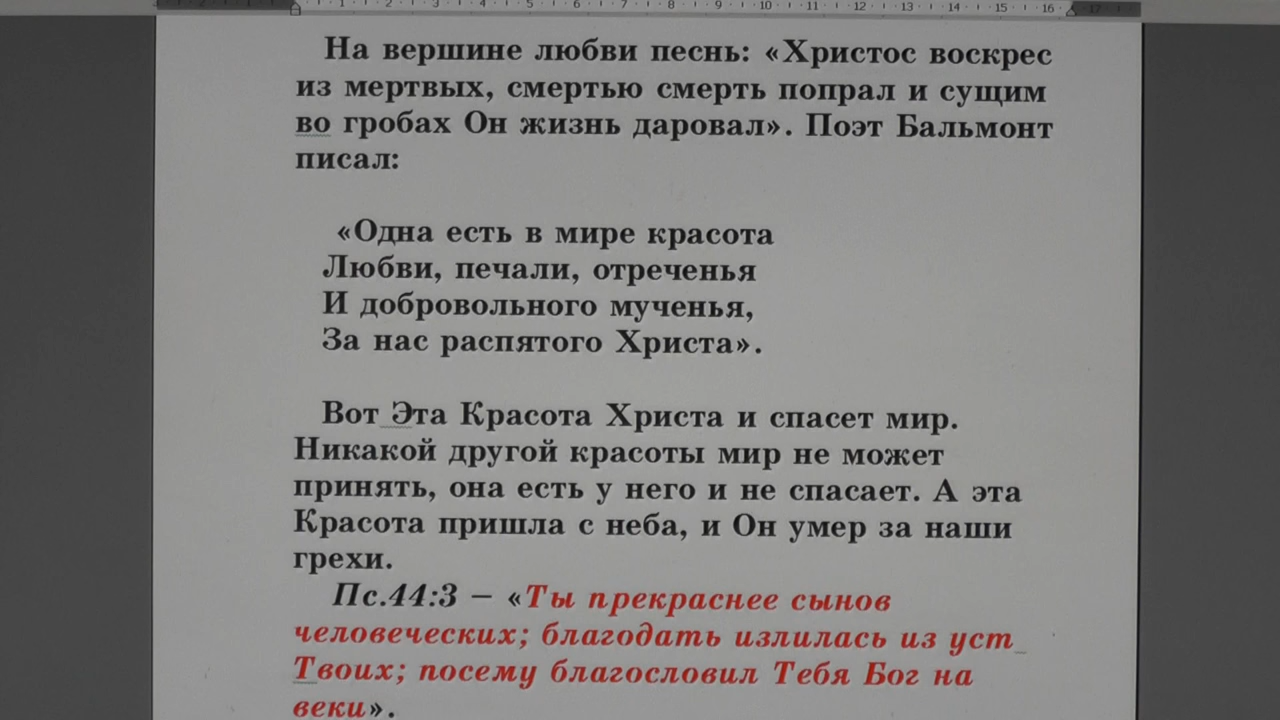 На вершине любви песнь: «Христос воскрес
из мертвых, смертью смерть попрал и сущим
во гробах Он жизнь даровал». Поэт Бальмонт
писал:
«Одна есть в мире красота
Любви, печали, отреченья
И добровольного мученья,
За нас распятого Христа».
Вот Эта Красота Христа и спасет мир.
Никакой другой красоты мир не может
принять, она есть у него и не спасает. А эта
Красота пришла с неба, и Он умер за наши
грехи.
Пс.44:3 – «Ты прекраснее сынов
человеческих; благодать излилась из уст
Твоих; посему благословил Тебя Бог на
веки».